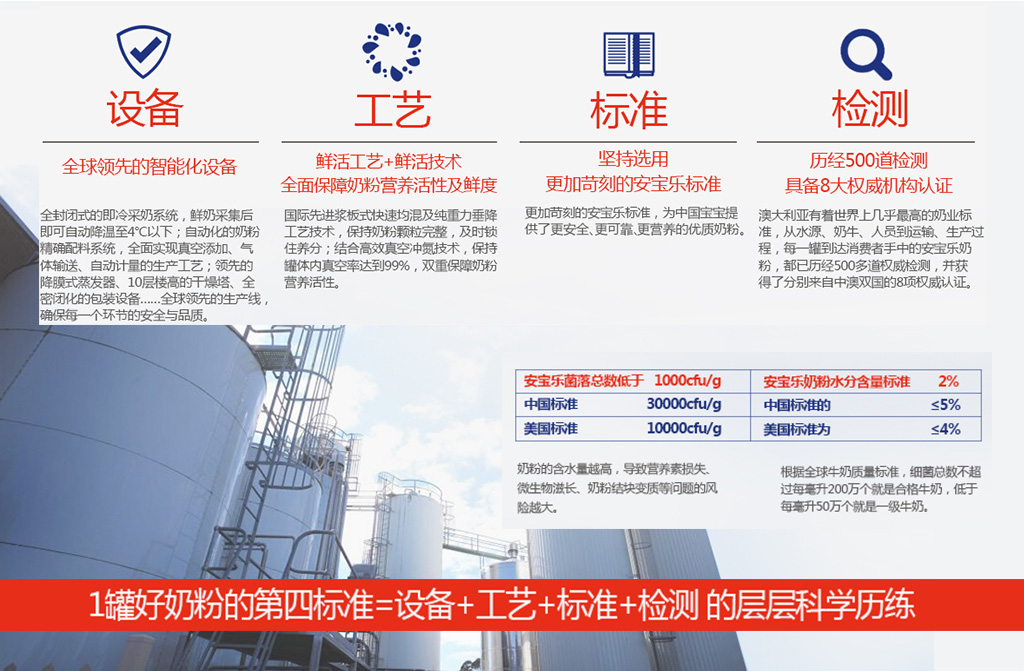 设备
全球领先的智能化设备
全封闭式的即冷采奶系统，鲜奶采集后
即可自动降温至4℃以下；自动化的奶粉
精确配料系统，全面实现真空添加、气
体输送、自动计量的生产工艺；领先的
降膜式蒸发器、10层楼高的干燥塔、全
密闭化的包装设备……全球领先的生产线，
确保每一个环节的安全与品质。
工艺
鲜活工艺+鲜活技术
全面保障奶粉营养活性及鲜度
国际先进浆板式快速均混及纯重力垂降
工艺技术，保持奶粉颗粒完整，及时锁
住养分；结合高效真空冲氮技术，保持
罐体内真空率达到99%，双重保障奶粉
营养活性。
标准
坚持选用
更加苛刻的安宝乐标准
更加苛刻的安宝乐标准，为中国宝宝提
供了更安全、更可靠、更营养的优质奶粉。
检测
历经500道检测
具备8大权威机构认证
澳大利亚有着世界上几乎最高的奶业标
准，从水源、奶牛、人员到运输、生产过
程，每一罐到达消费者手中的安宝乐奶
粉，都已历经500多道权威检测，并获
得了分别来自中澳双国的8项权威认证。
安宝乐菌落总数低于 1000cfu/g 安宝乐奶粉水分含量标准 2%
中国标准 30000cfu/g 中国标准的 ≤5%
美国标准 10000cfu/g 美国标准为 ≤4%
奶粉的含水量越高，导致营养素损失、
微生物滋长、奶粉结块变质等问题的风
险越大。
根据全球牛奶质量标准，细菌总数不超
过每毫升200万个就是合格牛奶，低于
每毫升50万个就是一级牛奶。
1罐好奶粉的第四标准=设备+工艺+标准+检测 的层层科学历练